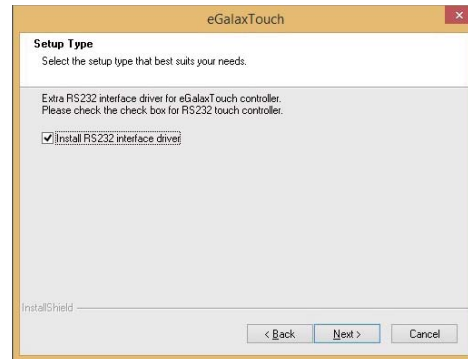 eGalaxTouch
Setup Type
Select the setup type that best suits your needs.
Extra RS232 interface driver for eGalaxTouch controller.
Please check the check box for RS232 touch controller.
Install RS232 interface driver
InstallShield
< Back Next > Cancel